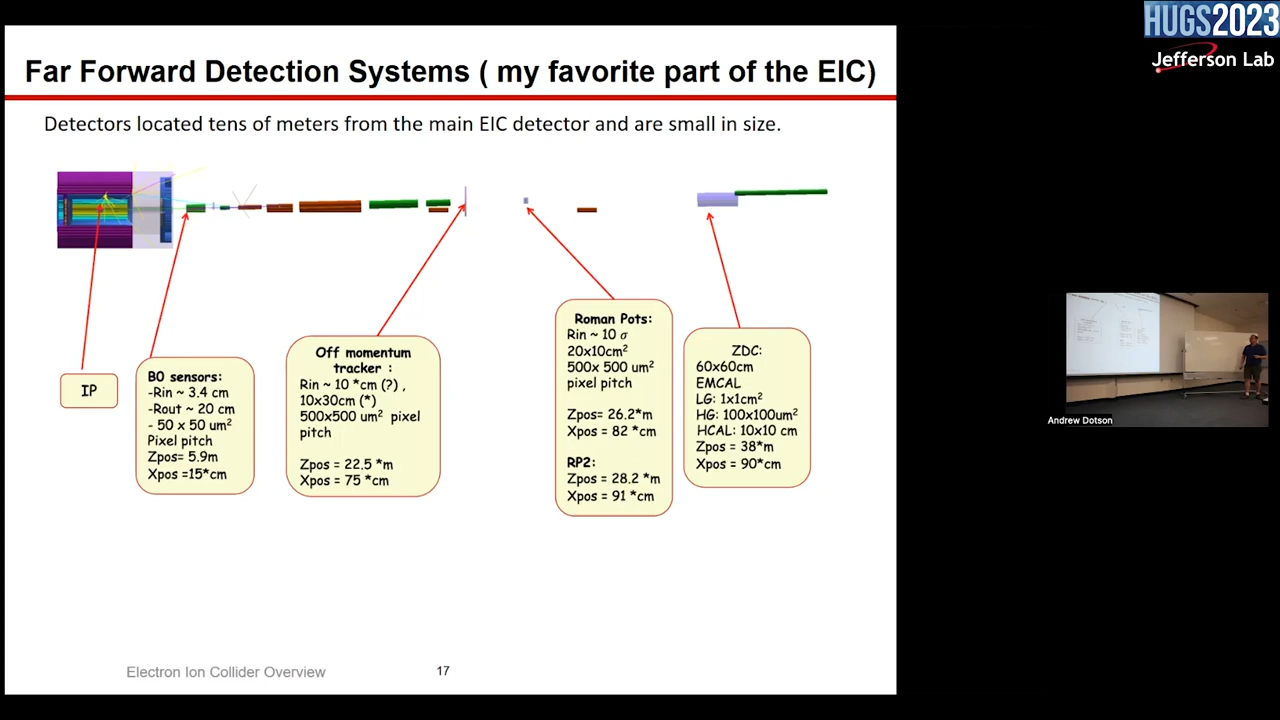 HUGS2023
Jefferson Lab
Far Forward Detection Systems ( my favorite part of the EIC)
Detectors located tens of meters from the main EIC detector and are small in size.
IP
B0 sensors:
-Rin ~ 3.4 cm
-Rout ~ 20 cm
- 50 x 50 um²
Pixel pitch
Zpos= 5.9m
Xpos =15*cm
Off momentum
tracker :
Rin ~ 10 *cm (?) ,
10x30cm (*)
500x500 um² pixel
pitch
Zpos = 22.5 *m
Xpos = 75 *cm
Roman Pots:
Rin ~ 10 σ
20x10cm²
500x 500 um²
pixel pitch
Zpos= 26.2*m
Xpos = 82 *cm
RP2:
Zpos = 28.2 *m
Xpos = 91 *cm
ZDC:
60x60cm
EMCAL
LG: 1x1cm²
HG: 100x100um²
HCAL: 10x10 cm
Zpos = 38*m
Xpos = 90*cm
Andrew Dotson
Electron Ion Collider Overview
17